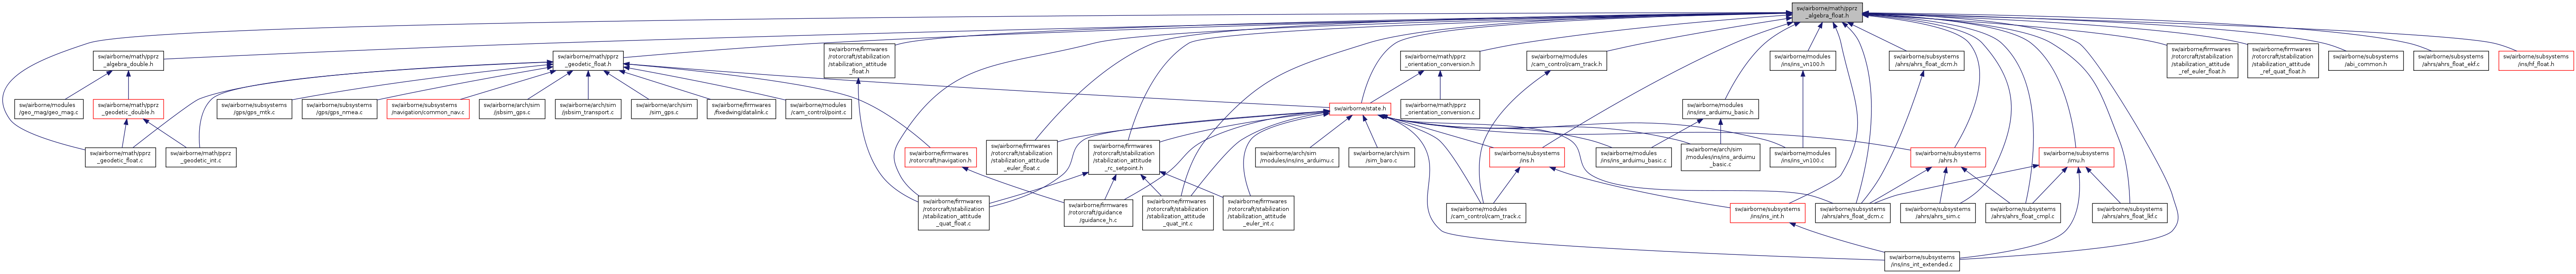 sw/airborne/math/pprz
_algebra_float.h
sw/airborne/math/pprz
_algebra_double.h
sw/airborne/math/pprz
_geodetic_float.h
sw/airborne/firmwares
/rotorcraft/stabilization
/stabilization_attitude
_float.h
sw/airborne/math/pprz
_orientation_conversion.h
sw/airborne/modules
/cam_control/cam_track.h
sw/airborne/modules
/ins/ins_vn100.h
sw/airborne/subsystems
/ahrs/ahrs_float_dcm.h
sw/airborne/firmwares
/rotorcraft/stabilization
/stabilization_attitude
_ref_euler_float.h
sw/airborne/firmwares
/rotorcraft/stabilization
/stabilization_attitude
_ref_quat_float.h
sw/airborne/subsystems
/abi_common.h
sw/airborne/subsystems
/ahrs/ahrs_float_ekf.c
sw/airborne/subsystems
/ins/hf_float.h
sw/airborne/modules
/geo_mag/geo_mag.c
sw/airborne/math/pprz
_geodetic_double.h
sw/airborne/subsystems
/gps/gps_mtk.c
sw/airborne/subsystems
/gps/gps_nmea.c
sw/airborne/subsystems
/navigation/common_nav.c
sw/airborne/arch/sim
/jsbsim_gps.c
sw/airborne/arch/sim
/jsbsim_transport.c
sw/airborne/arch/sim
/sim_gps.c
sw/airborne/firmwares
/fixedwing/datalink.c
sw/airborne/modules
/cam_control/point.c
sw/airborne/state.h
sw/airborne/math/pprz
_orientation_conversion.c
sw/airborne/modules
/ins/ins_arduimu_basic.h
sw/airborne/math/pprz
_geodetic_float.c
sw/airborne/math/pprz
_geodetic_int.c
sw/airborne/firmwares
/rotorcraft/navigation.h
sw/airborne/firmwares
/rotorcraft/stabilization
/stabilization_attitude
_euler_float.c
sw/airborne/firmwares
/rotorcraft/stabilization
/stabilization_attitude
_rc_setpoint.h
sw/airborne/arch/sim
/modules/ins/ins_arduimu.c
sw/airborne/arch/sim
/sim_baro.c
sw/airborne/subsystems
/ins.h
sw/airborne/modules
/ins/ins_arduimu_basic.c
sw/airborne/arch/sim
/modules/ins/ins_arduimu
_basic.c
sw/airborne/modules
/ins/ins_vn100.c
sw/airborne/subsystems
/ahrs.h
sw/airborne/subsystems
/imu.h
sw/airborne/firmwares
/rotorcraft/stabilization
/stabilization_attitude
_quat_float.c
sw/airborne/firmwares
/rotorcraft/guidance
/guidance_h.c
sw/airborne/firmwares
/rotorcraft/stabilization
/stabilization_attitude
_quat_int.c
sw/airborne/firmwares
/rotorcraft/stabilization
/stabilization_attitude
_euler_int.c
sw/airborne/modules
/cam_control/cam_track.c
sw/airborne/subsystems
/ins/ins_int.h
sw/airborne/subsystems
/ahrs/ahrs_float_dcm.c
sw/airborne/subsystems
/ahrs/ahrs_sim.c
sw/airborne/subsystems
/ahrs/ahrs_float_cmpl.c
sw/airborne/subsystems
/ahrs/ahrs_float_lkf.c
sw/airborne/subsystems
/ins/ins_int_extended.c